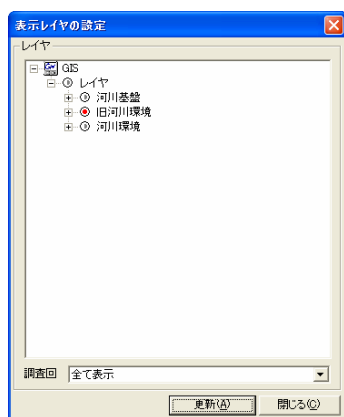 表示レイヤの設定
レイヤ
GIS
レイヤ
河川基盤
旧河川環境
河川環境
調査回 全て表示
更新(A) 閉じる(C)